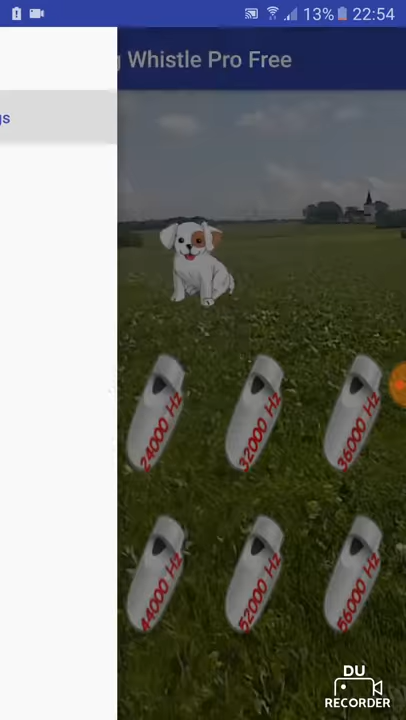 13% 22:54
Whistle Pro Free
24000 Hz
32000 Hz
36000 Hz
44000 Hz
52000 Hz
56000 Hz
DU
RECORDER